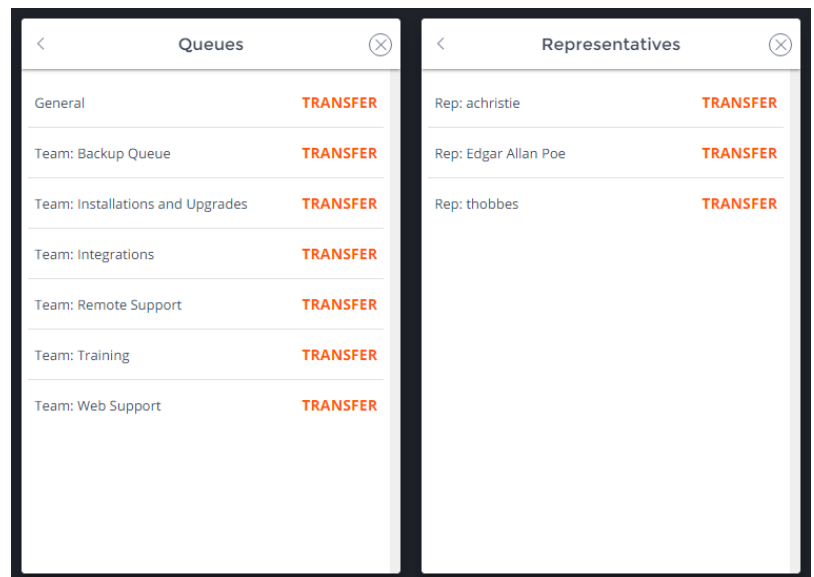 Queues
General TRANSFER
Team: Backup Queue TRANSFER
Team: Installations and Upgrades TRANSFER
Team: Integrations TRANSFER
Team: Remote Support TRANSFER
Team: Training TRANSFER
Team: Web Support TRANSFER
Representatives
Rep: achristie TRANSFER
Rep: Edgar Allan Poe TRANSFER
Rep: thobbes TRANSFER